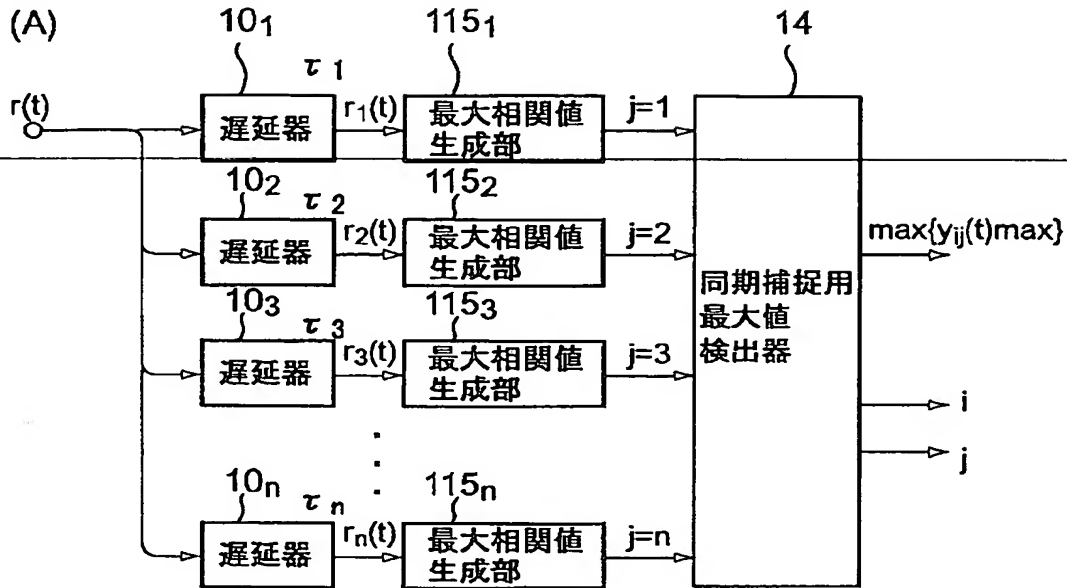 (A)
10₁
115₁
14
r(t)
τ 1
遅延器
r₁(t)
最大相関値
生成部
j=1
10₂
115₂
τ 2
遅延器
r₂(t)
最大相関値
生成部
j=2
max{yᵢⱼ(t)max}
同期捕捉用
最大値
検出器
10₃
115₃
τ 3
遅延器
r₃(t)
最大相関値
生成部
j=3
i
j
10ₙ
115ₙ
τ n
遅延器
rₙ(t)
最大相関値
生成部
j=n